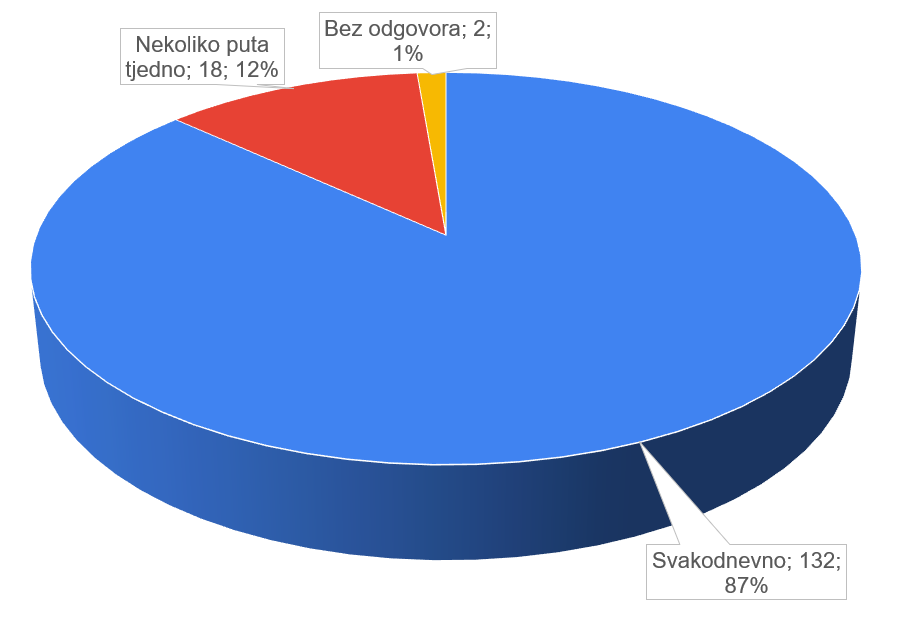 Bez odgovora; 2;
1%
Nekoliko puta
tjedno; 18; 12%
Svakodnevno; 132;
87%